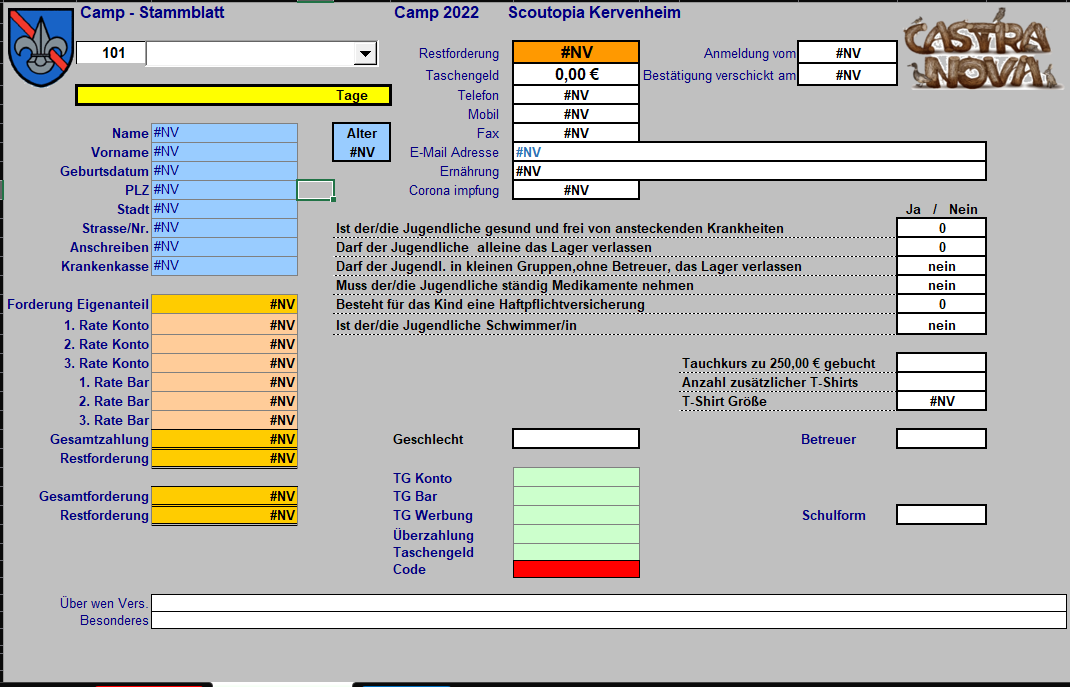 Camp - Stammblatt Camp 2022 Scoutopia Kervenheim
CASTRA NOVA
101
Restforderung #NV Anmeldung vom #NV
Taschengeld 0,00 € Bestätigung verschickt am #NV
Tage Telefon #NV
Mobil #NV
Name #NV Alter Fax #NV
Vorname #NV #NV E-Mail Adresse #NV
Geburtsdatum #NV Ernährung #NV
PLZ #NV Corona impfung #NV
Stadt #NV Ja / Nein
Strasse/Nr. #NV Ist der/die Jugendliche gesund und frei von ansteckenden Krankheiten 0
Anschreiben #NV Darf der Jugendliche alleine das Lager verlassen 0
Krankenkasse #NV Darf der Jugendl. in kleinen Gruppen,ohne Betreuer, das Lager verlassen nein
Muss der/die Jugendliche ständig Medikamente nehmen nein
Forderung Eigenanteil #NV Besteht für das Kind eine Haftpflichtversicherung 0
1. Rate Konto #NV Ist der/die Jugendliche Schwimmer/in nein
2. Rate Konto #NV
3. Rate Konto #NV Tauchkurs zu 250,00 € gebucht
1. Rate Bar #NV Anzahl zusätzlicher T-Shirts
2. Rate Bar #NV T-Shirt Größe #NV
3. Rate Bar #NV
Gesamtzahlung #NV Geschlecht Betreuer
Restforderung #NV
TG Konto
Gesamtforderung #NV TG Bar
Restforderung #NV TG Werbung Schulform
Überzahlung
Taschengeld
Code
Über wen Vers.
Besonderes